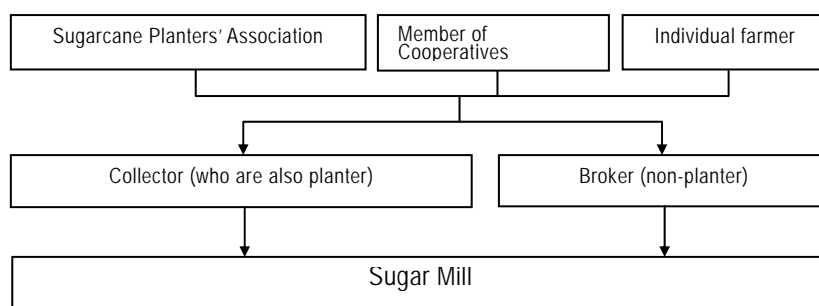 Sugarcane Planters' Association
Member of
Cooperatives
Individual farmer
Collector (who are also planter)
Broker (non-planter)
Sugar Mill